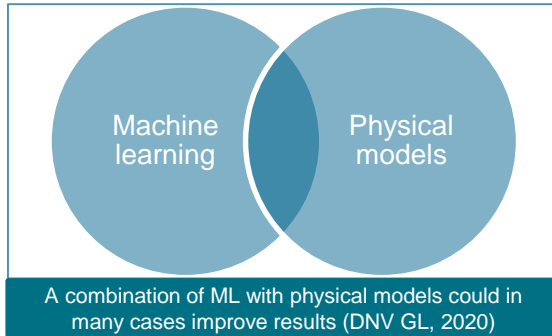 Machine
learning
Physical
models
A combination of ML with physical models could in
many cases improve results (DNV GL, 2020)